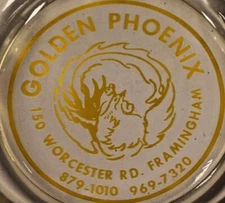 GOLDEN PHOENIX
150 WORCESTER RD. FRAMINGHAM
879-1010 969-7320